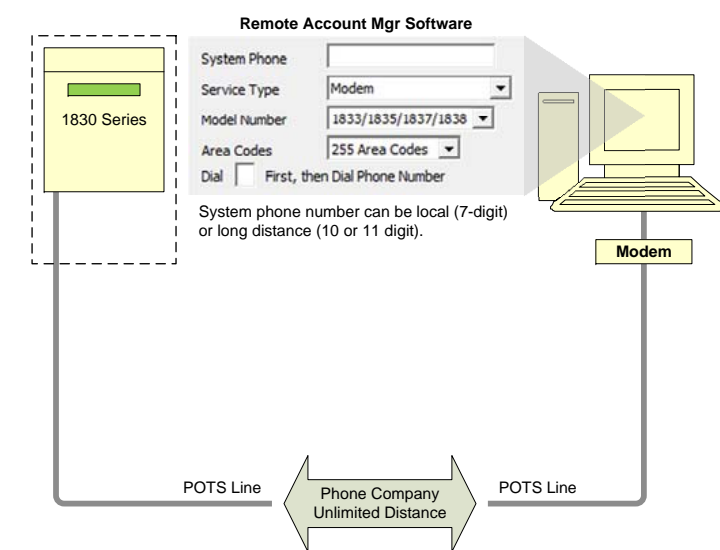 Remote Account Mgr Software
System Phone
Service Type
Modem
Model Number
1833/1835/1837/1838
Area Codes
255 Area Codes
Dial First, then Dial Phone Number
1830 Series
System phone number can be local (7-digit)
or long distance (10 or 11 digit).
Modem
POTS Line
Phone Company
Unlimited Distance
POTS Line